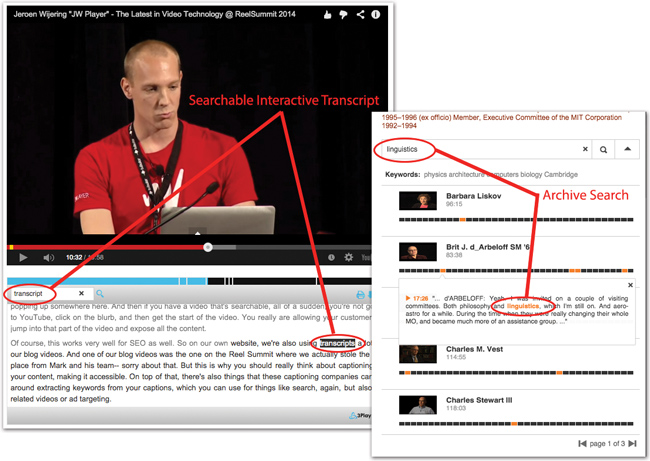 Jeroen Wijering "JW Player" - The Latest in Video Technology @ ReelSummit 2014
Searchable Interactive Transcript
10:32 /
:58
transcript
popping up somewhere here. And then if you have a video that's searchable, all of a sudden you're not
to YouTube, click on the blurb, and then get the start of the video. You really are allowing your customer
jump into that part of the video and expose all the content.
Of course, this works very well for SEO as well. So on our own website, we're also using transcripts a lot
our blog videos. And one of our blog videos was the one on the Reel Summit where we actually stole the
place from Mark and his team– sorry about that. But this is why you should really think about captioning
your content, making it accessible. On top of that, there's also things that these captioning companies can
around extracting keywords from your captions, which you can use for things like search, again, but also
related videos or ad targeting.
3Play
1995–1996 (ex officio) Member, Executive Committee of the MIT Corporation
1992–1994
linguistics
Keywords: physics architecture computers biology Cambridge
Archive Search
Barbara Liskov
96:15
Brit J. d_Arbeloff SM '6
83:38
17:26 "... d'ARBELOFF: Yeah, I was invited on a couple of visiting
committees. Both philosophy and linguistics, which I'm still on. And aero-
astro for a while. During the time when they were really changing their whole
MO, and became much more of an assistance group. ..."
Charles M. Vest
114:55
Charles Stewart III
118:03
page 1 of 3